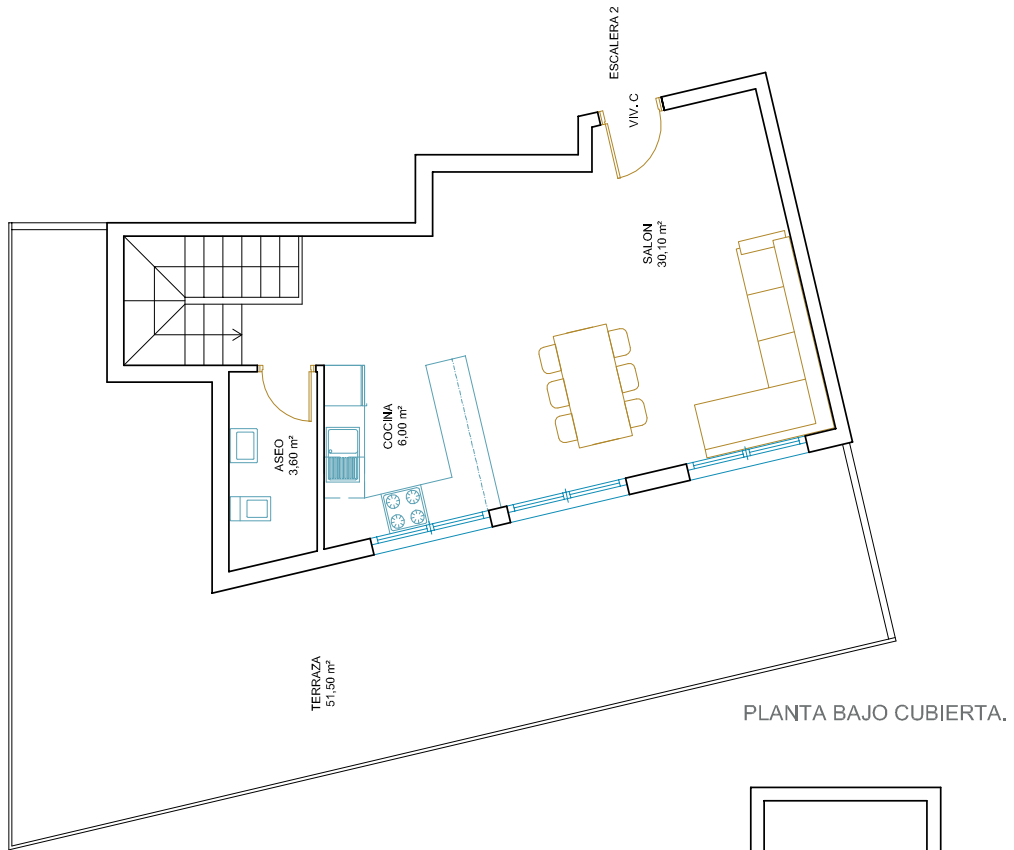 ESCALERA 2
VIV. C
SALON
30,10 m²
COCINA
6,00 m²
ASEO
3,60 m²
TERRAZA
51,50 m²
PLANTA BAJO CUBIERTA.